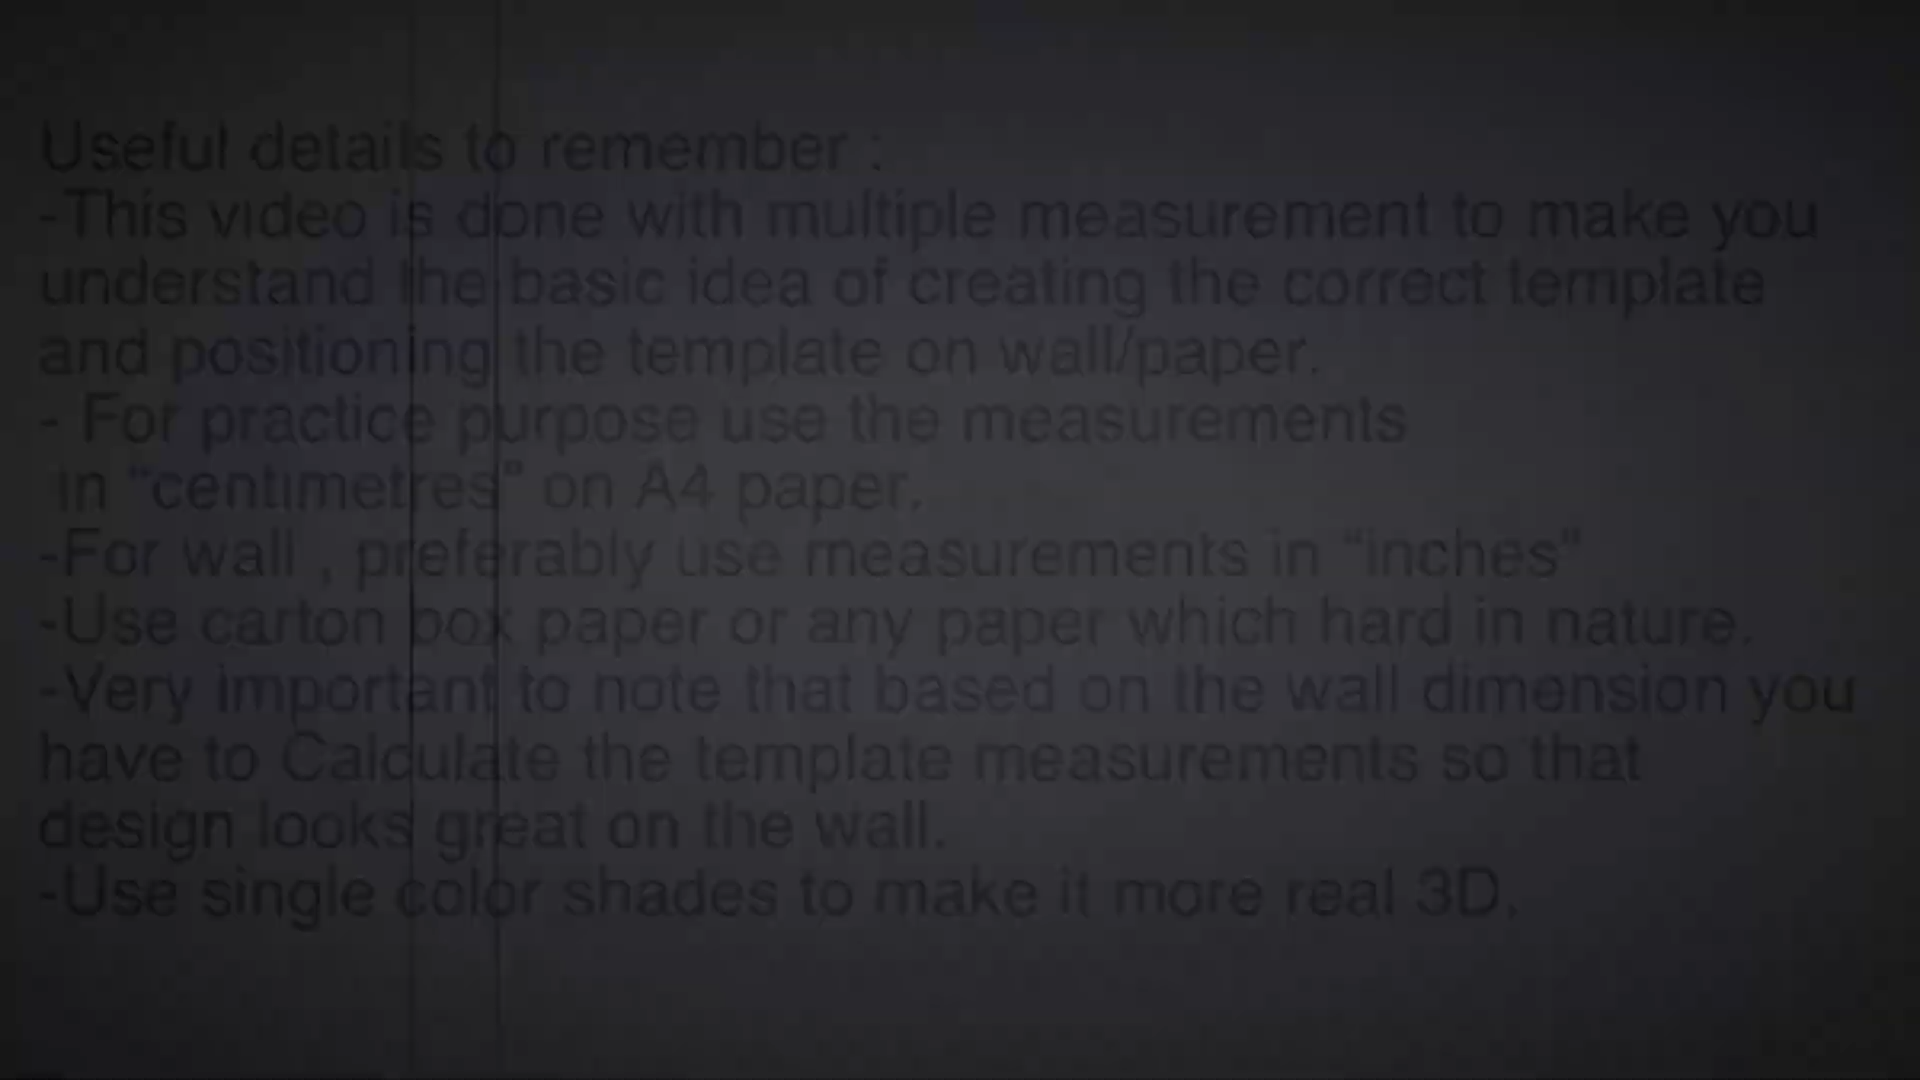 Useful details to remember :
-This video is done with multiple measurement to make you
understand the basic idea of creating the correct template
and positioning the template on wall/paper.
- For practice purpose use the measurements
in "centimetres" on A4 paper.
-For wall , preferably use measurements in "inches"
-Use carton box paper or any paper which hard in nature.
-Very important to note that based on the wall dimension you
have to Calculate the template measurements so that
design looks great on the wall.
-Use single color shades to make it more real 3D.